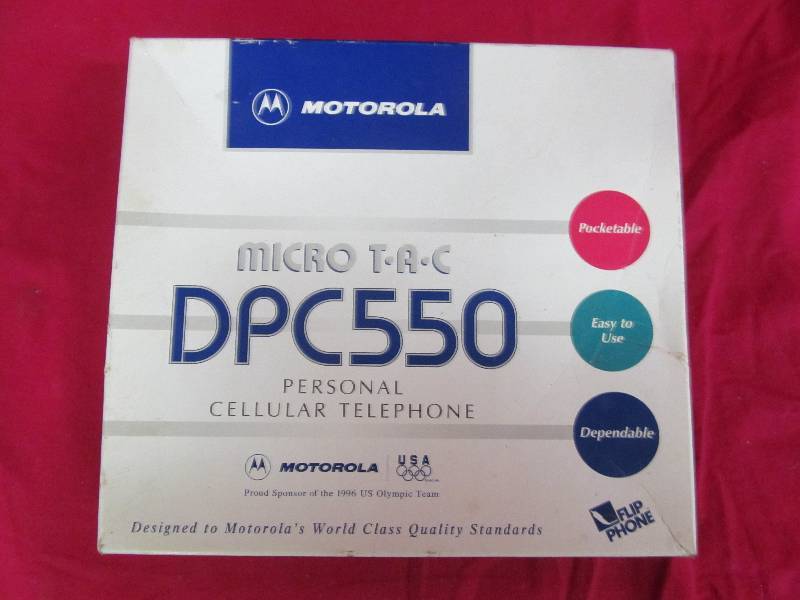 MOTOROLA
Pocketable
MICRO T•A•C
DPC550
Easy to
Use
PERSONAL
CELLULAR TELEPHONE
Dependable
MOTOROLA
USA
Proud Sponsor of the 1996 US Olympic Team
FLIP
PHONE
Designed to Motorola's World Class Quality Standards